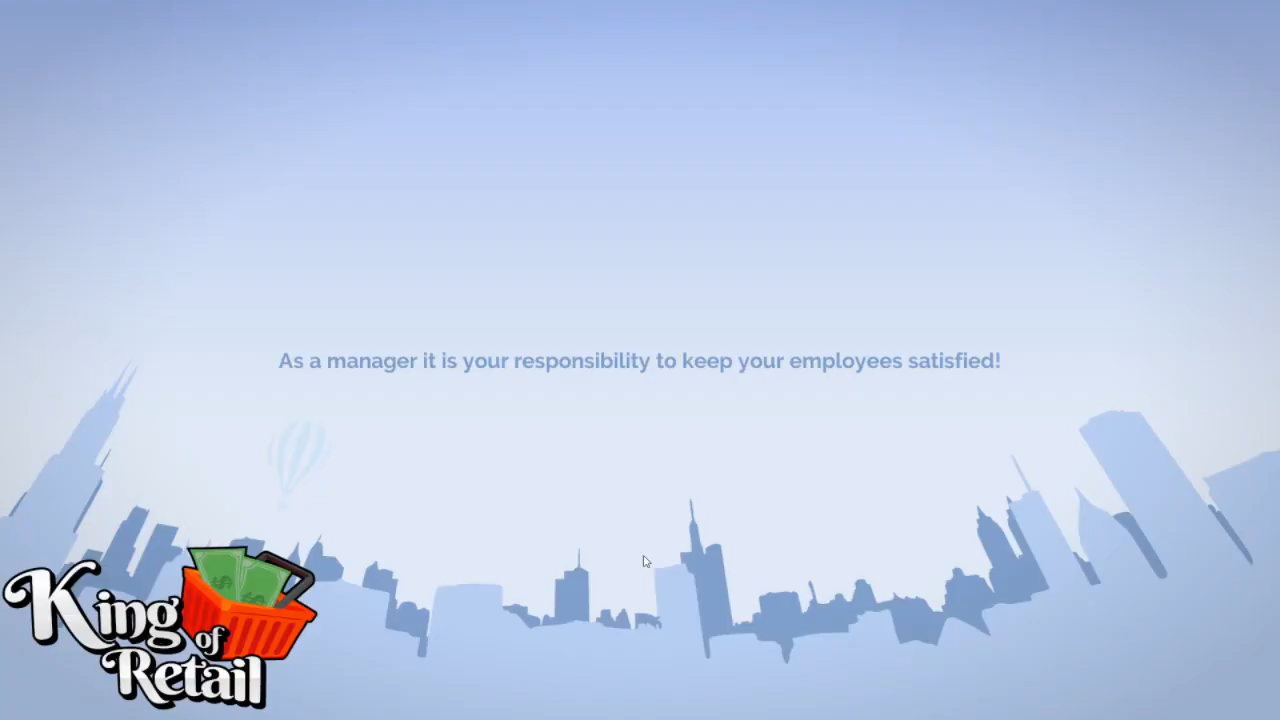 As a manager it is your responsibility to keep your employees satisfied!
King
of
Retail